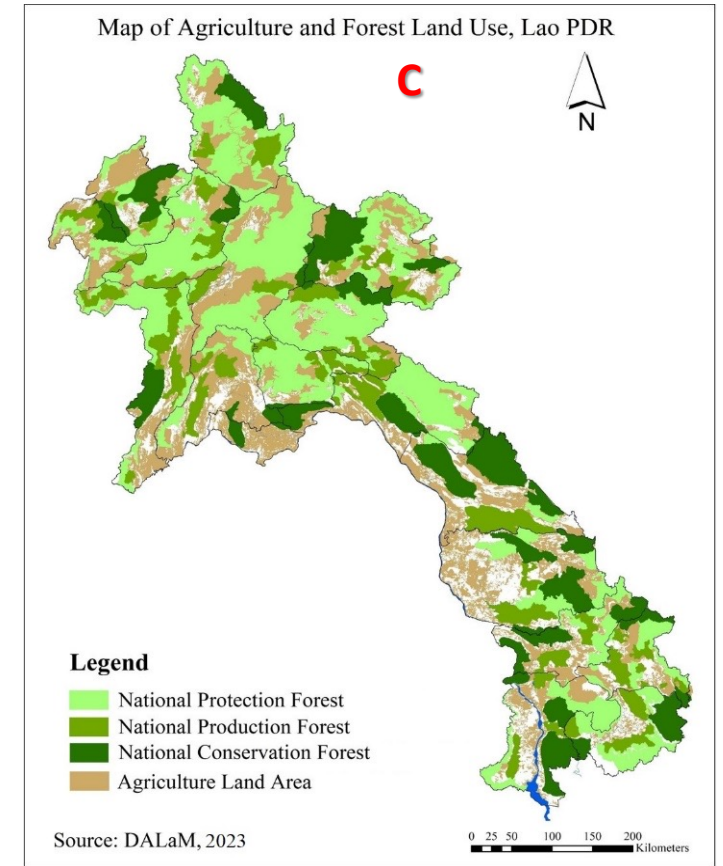 Map of Agriculture and Forest Land Use, Lao PDR
C
N
Legend
National Protection Forest
National Production Forest
National Conservation Forest
Agriculture Land Area
Source: DALaM, 2023
0 25 50 100 150 200
Kilometers